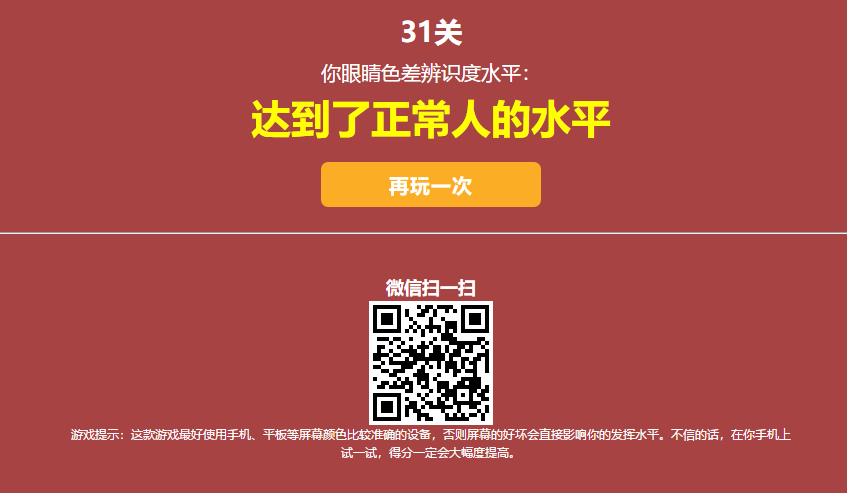 31关
你眼睛色差辨识度水平：
达到了正常人的水平
再玩一次
微信扫一扫
游戏提示：这款游戏最好使用手机、平板等屏幕颜色比较准确的设备，否则屏幕的好坏会直接影响你的发挥水平。不信的话，在你手机上
试一试，得分一定会大幅度提高。